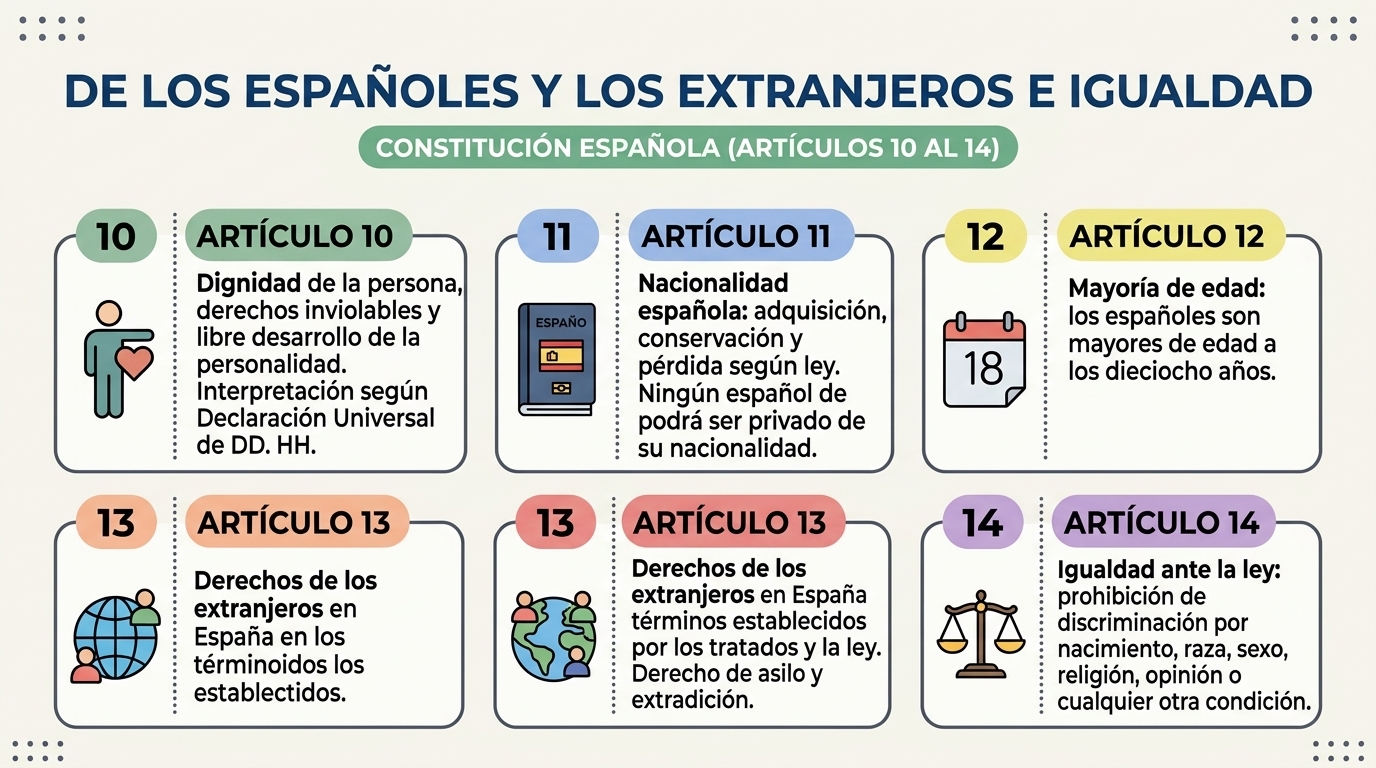 DE LOS ESPAÑOLES Y LOS EXTRANJEROS E IGUALDAD
CONSTITUCIÓN ESPAÑOLA (ARTÍCULOS 10 AL 14)
10
ARTÍCULO 10
Dignidad de la persona,
derechos inviolables y
libre desarrollo de la
personalidad.
Interpretación según
Declaración Universal
de DD. HH.
11
ARTÍCULO 11
ESPAÑO
Nacionalidad
española: adquisición,
conservación y
pérdida según ley.
Ningún español de
podrá ser privado de
su nacionalidad.
12
ARTÍCULO 12
18
Mayoría de edad:
los españoles son
mayores de edad a
los dieciocho años.
13
ARTÍCULO 13
Derechos de los
extranjeros en
España en los
términoidos los
establectidos.
13
ARTÍCULO 13
Derechos de los
extranjeros en España
términos establecidos
por los tratados y la ley.
Derecho de asilo y
extradición.
14
ARTÍCULO 14
Igualdad ante la ley:
prohibición de
discriminación por
nacimiento, raza, sexo,
religión, opinión o
cualquier otra condición.